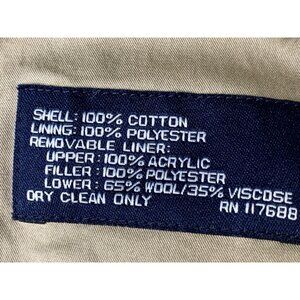 SHELL: 100% COTTON
LINING: 100% POLYESTER
REMOVABLE LINER:
UPPER: 100% ACRYLIC
FILLER: 100% POLYESTER
LOWER: 65% WOOL/35% VISCOSE
DRY CLEAN ONLY RN 117688